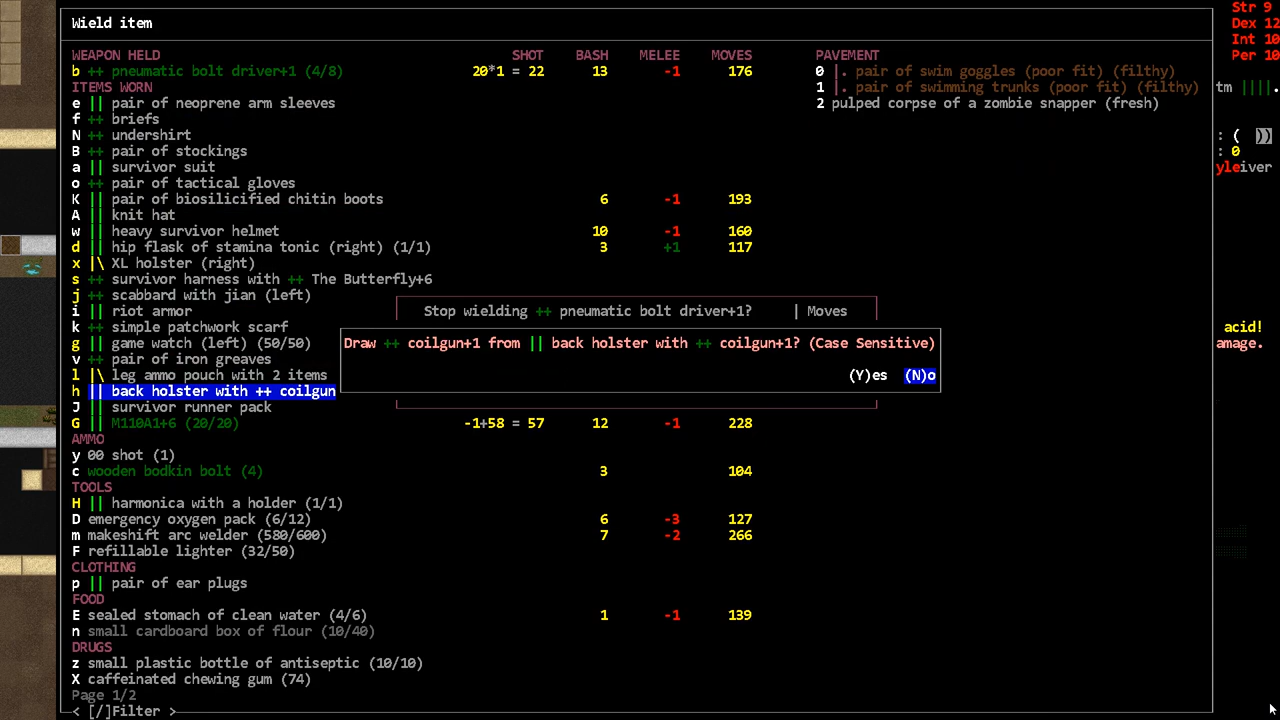 Wield item
WEAPON HELD SHOT BASH MELEE MOVES
b ++ pneumatic bolt driver+1 (4/8) 20*1 = 22 13 -1 176
ITEMS WORN
e || pair of neoprene arm sleeves
f ++ briefs
N ++ undershirt
B ++ pair of stockings
a || survivor suit
o ++ pair of tactical gloves
K || pair of biosilicified chitin boots 6 -1 193
A || knit hat
w || heavy survivor helmet 10 -1 160
d || hip flask of stamina tonic (right) (1/1) 3 +1 117
x |\ XL holster (right)
s ++ survivor harness with ++ The Butterfly+6
j ++ scabbard with jian (left)
i || riot armor
k ++ simple patchwork scarf
g || game watch (left) (50/50)
v ++ pair of iron greaves
l |\ leg ammo pouch with 2 items
h || back holster with ++ coilgun
J || survivor runner pack
G || M110A1+6 (20/20) -1+58 = 57 12 -1 228
AMMO
y 00 shot (1)
c wooden bodkin bolt (4) 3 104
TOOLS
H || harmonica with a holder (1/1)
D emergency oxygen pack (6/12) 6 -3 127
m makeshift arc welder (580/600) 7 -2 266
F refillable lighter (32/50)
CLOTHING
p || pair of ear plugs
FOOD
E sealed stomach of clean water (4/6) 1 -1 139
n small cardboard box of flour (10/40)
DRUGS
z small plastic bottle of antiseptic (10/10)
X caffeinated chewing gum (74)
Page 1/2
< [/]Filter >
PAVEMENT
0 |. pair of swim goggles (poor fit) (filthy)
1 |. pair of swimming trunks (poor fit) (filthy)
2 pulped corpse of a zombie snapper (fresh)
Stop wielding ++ pneumatic bolt driver+1? | Moves
Draw ++ coilgun+1 from || back holster with ++ coilgun+1? (Case Sensitive)
(Y)es (N)o
Str 9
Dex 12
Int 10
Per 10
tm ||||.
: ( ))
: 0
yleiver
acid!
amage.